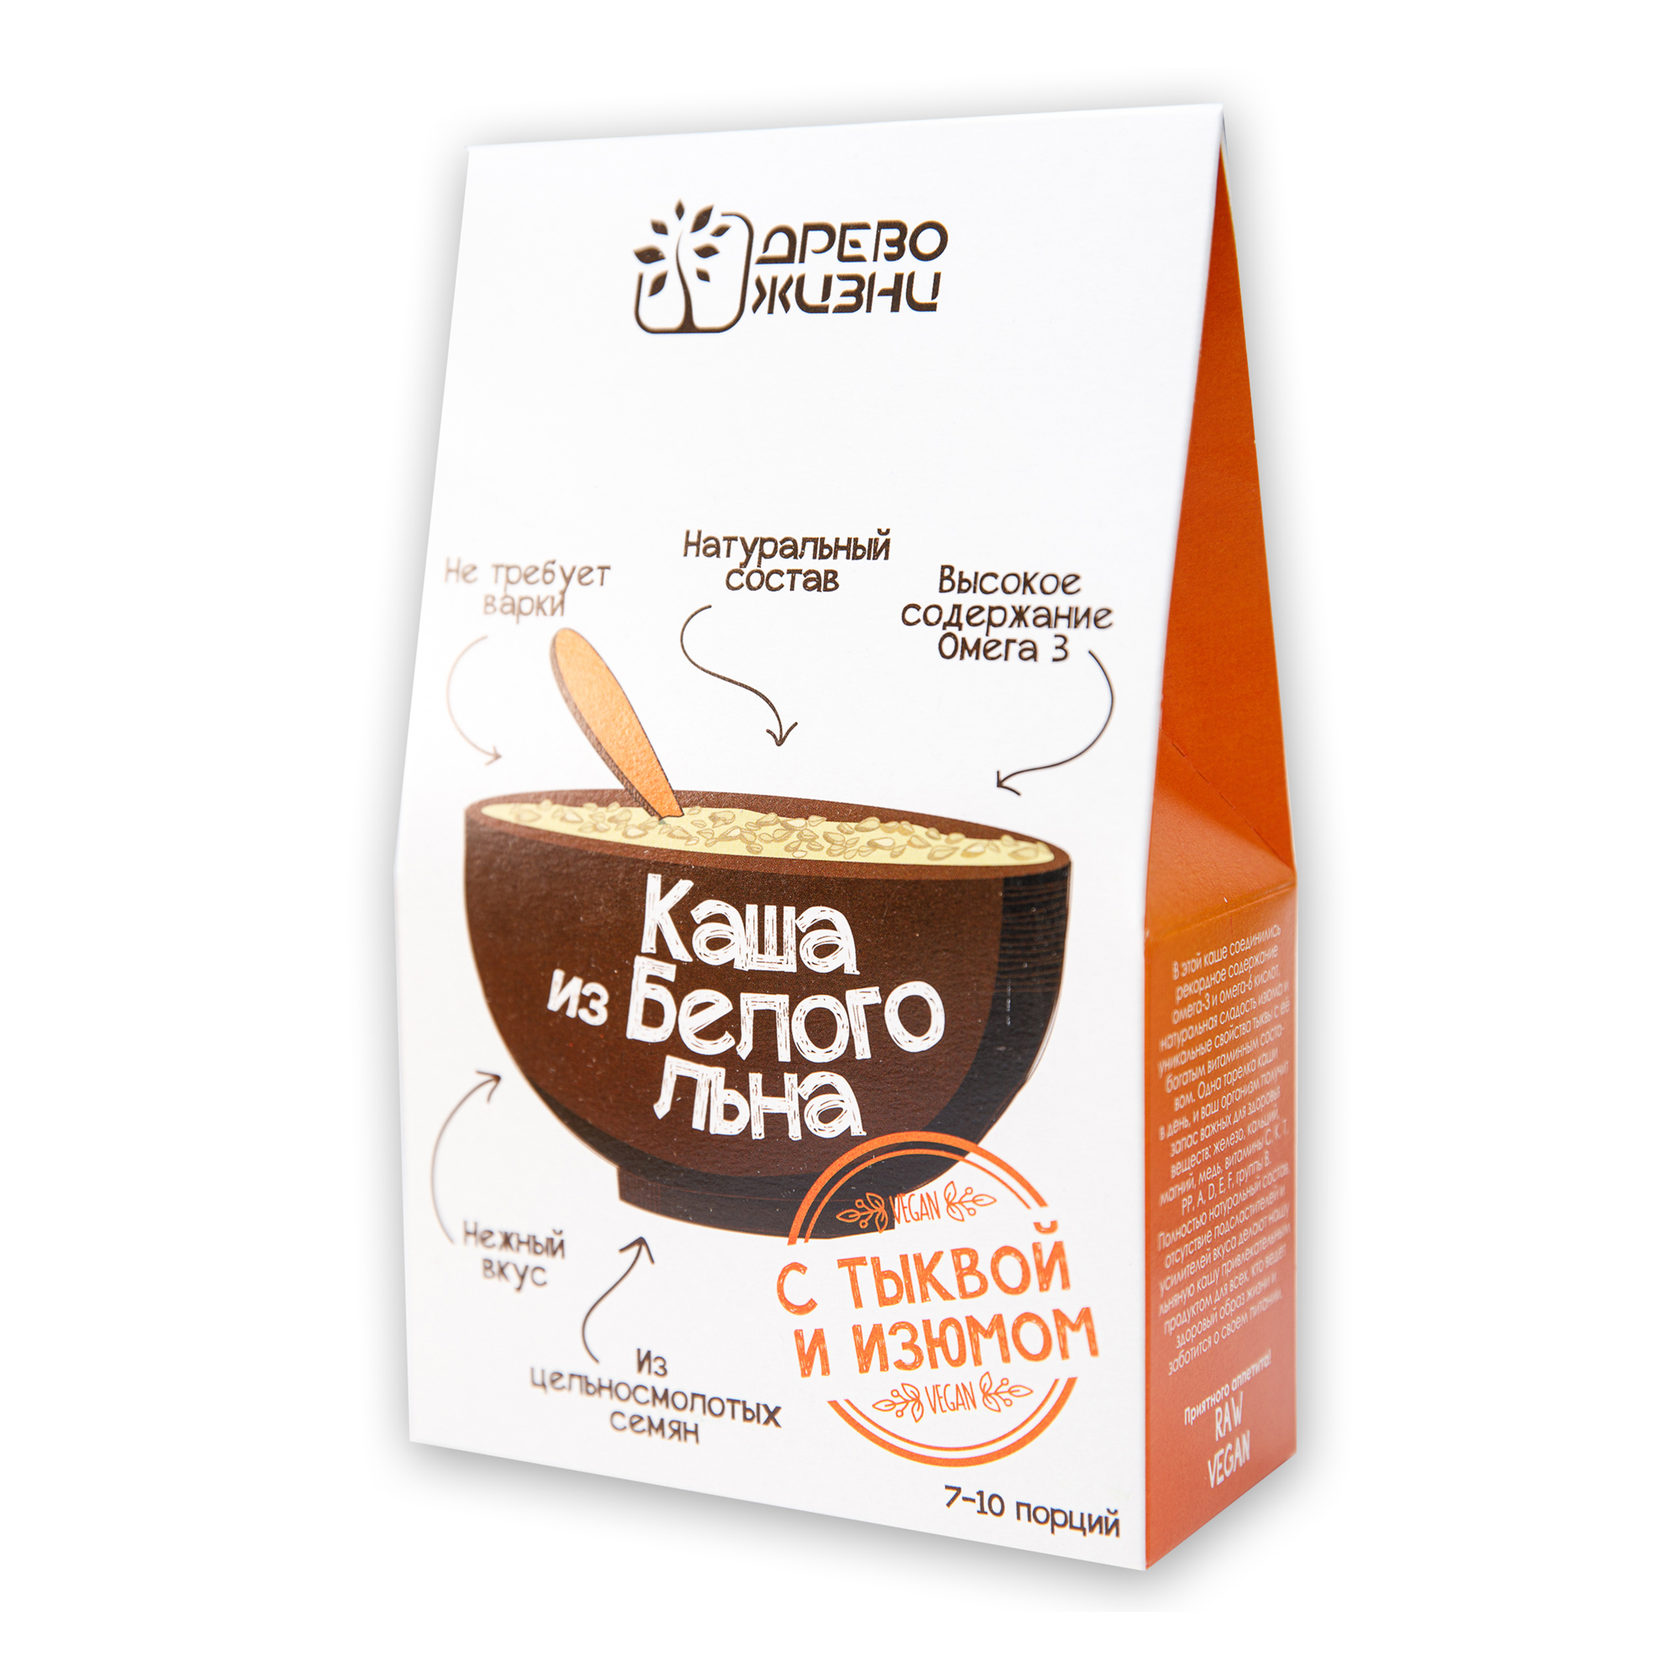 ДРЕВО
ЖИЗНИ
Не требует
варки
Натуральный
состав
Высокое
содержание
Омега 3
Каша
из Белого
льна
Нежный
вкус
Из
цельносмолотых
семян
VEGAN
С ТЫКВОЙ
И ИЗЮМОМ
VEGAN
7-10 порций
В этой каше соединились
рекордное содержание
омега-3 и омега-6 кислот,
натуральная сладость изюма и
уникальные свойства тыквы с её
богатым витаминным соста-
вом. Одна тарелка каши
в день, и ваш организм получит
запас важных для здоровья
веществ: железо, кальций,
магний, медь, витамины С, К, Т,
РР, А, D, Е, F, группы В.
Полностью натуральный состав,
отсутствие подсластителей и
усилителей вкуса делают нашу
льняную кашу привлекательным
продуктом для всех, кто ведет
здоровый образ жизни и
заботится о своем питании.
Приятного аппетита!
RAW
VEGAN